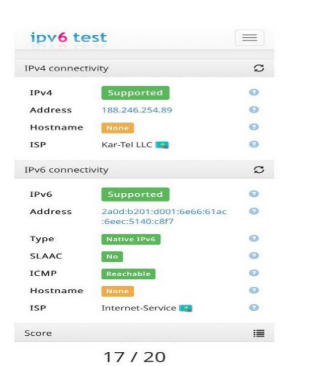 ipv6 test
IPv4 connectivity
IPv4 Supported
Address 188.246.254.89
Hostname None
ISP Kar-Tel LLC
IPv6 connectivity
IPv6 Supported
Address 2a0d:b201:d001:6e66:61ac
:6eec:5140:c8f7
Type Native IPv6
SLAAC No
ICMP Reachable
Hostname None
ISP Internet-Service
Score
17 / 20